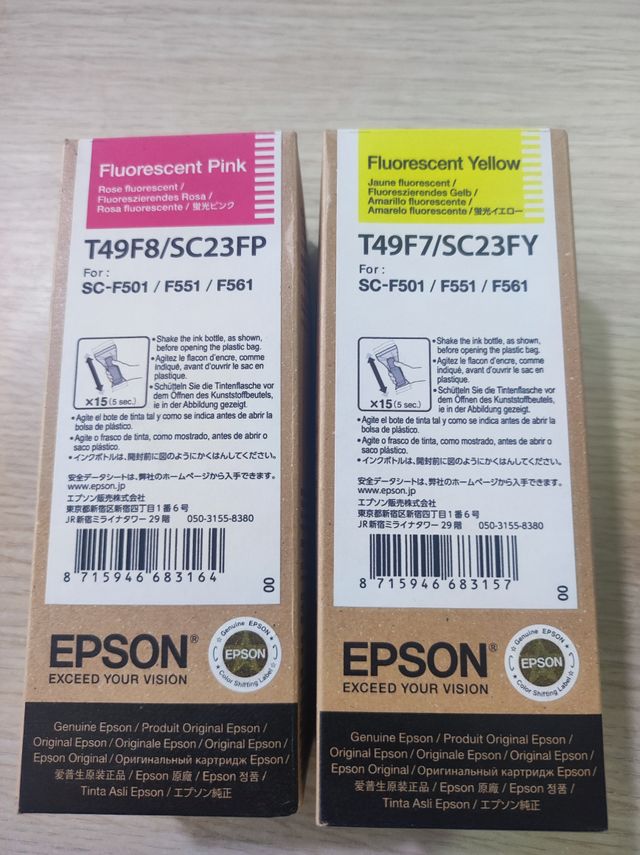 Fluorescent Pink
Rose fluorescent /
Fluoreszierendes Rosa /
Rosa fluorescente / 蛍光ピンク
T49F8/SC23FP
For :
SC-F501 / F551 / F561
×15 (5 sec.)
•Shake the ink bottle, as shown,
before opening the plastic bag.
•Agitez le flacon d'encre, comme
indiqué, avant d'ouvrir le sac en
plastique.
•Schütteln Sie die Tintenflasche vor
dem Öffnen des Kunststoffbeutels,
ie in der Abbildung gezeigt.
•Agite el bote de tinta tal y como se indica antes de abrir la
bolsa de plástico.
•Agite o frasco de tinta, como mostrado, antes de abrir o
saco plástico.
•インクボトルは、開封前に図のようにかくはんしてください。
安全データシートは、弊社のホームページから入手できます。
www.epson.jp
エプソン販売株式会社
東京都新宿区新宿四丁目1番6号
JR新宿ミライナタワー 29階 050-3155-8380
8 715946 683164
00
EPSON®
EXCEED YOUR VISION
Genuine Epson
EPSON
Color Shifting Label
Genuine Epson / Produit Original Epson /
Original Epson / Originale Epson / Original Epson /
Epson Original / Оригинальный картридж Epson /
爱普生原装正品 / Epson 原廠 / Epson 정품 /
Tinta Asli Epson / エプソン純正
Fluorescent Yellow
Jaune fluorescent /
Fluoreszierendes Gelb /
Amarillo fluorescente /
Amarelo fluorescente / 蛍光イエロー
T49F7/SC23FY
For :
SC-F501 / F551 / F561
×15 (5 sec.)
•Shake the ink bottle, as shown,
before opening the plastic bag.
•Agitez le flacon d'encre, comme
indiqué, avant d'ouvrir le sac en
plastique.
•Schütteln Sie die Tintenflasche vor
dem Öffnen des Kunststoffbeutels,
ie in der Abbildung gezeigt.
•Agite el bote de tinta tal y como se indica antes de abrir la
bolsa de plástico.
•Agite o frasco de tinta, como mostrado, antes de abrir o
saco plástico.
•インクボトルは、開封前に図のようにかくはんしてください。
安全データシートは、弊社のホームページから入手できます。
www.epson.jp
エプソン販売株式会社
東京都新宿区新宿四丁目1番6号
JR新宿ミライナタワー 29階 050-3155-8380
8 715946 683157
00
EPSON®
EXCEED YOUR VISION
Genuine Epson
EPSON
Color Shifting Label
Genuine Epson / Produit Original Epson /
Original Epson / Originale Epson / Original Epson /
Epson Original / Оригинальный картридж Epson /
爱普生原装正品 / Epson 原廠 / Epson 정품 /
Tinta Asli Epson / エプソン純正